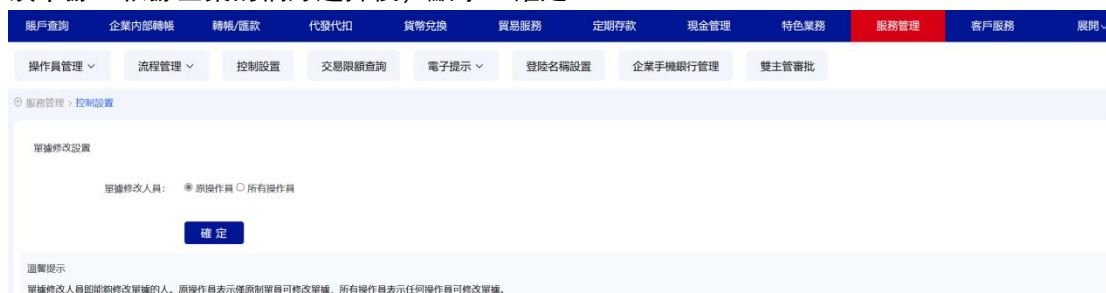 賬戶查詢 企業內部轉帳 轉帳/匯款 代發代扣 貨幣兌換 貿易服務 定期存款 現金管理 特色業務 服務管理 客戶服務 展開
操作員管理 流程管理 控制設置 交易限額查詢 電子提示 登陸名稱設置 企業手機銀行管理 雙主管審批
服務管理 > 控制設置
單據修改設置
單據修改人員: 原操作員 所有操作員
確 定
溫馨提示
單據修改人員即能夠修改單據的人。原操作員表示僅原制單員可修改單據，所有操作員表示任何操作員可修改單據。